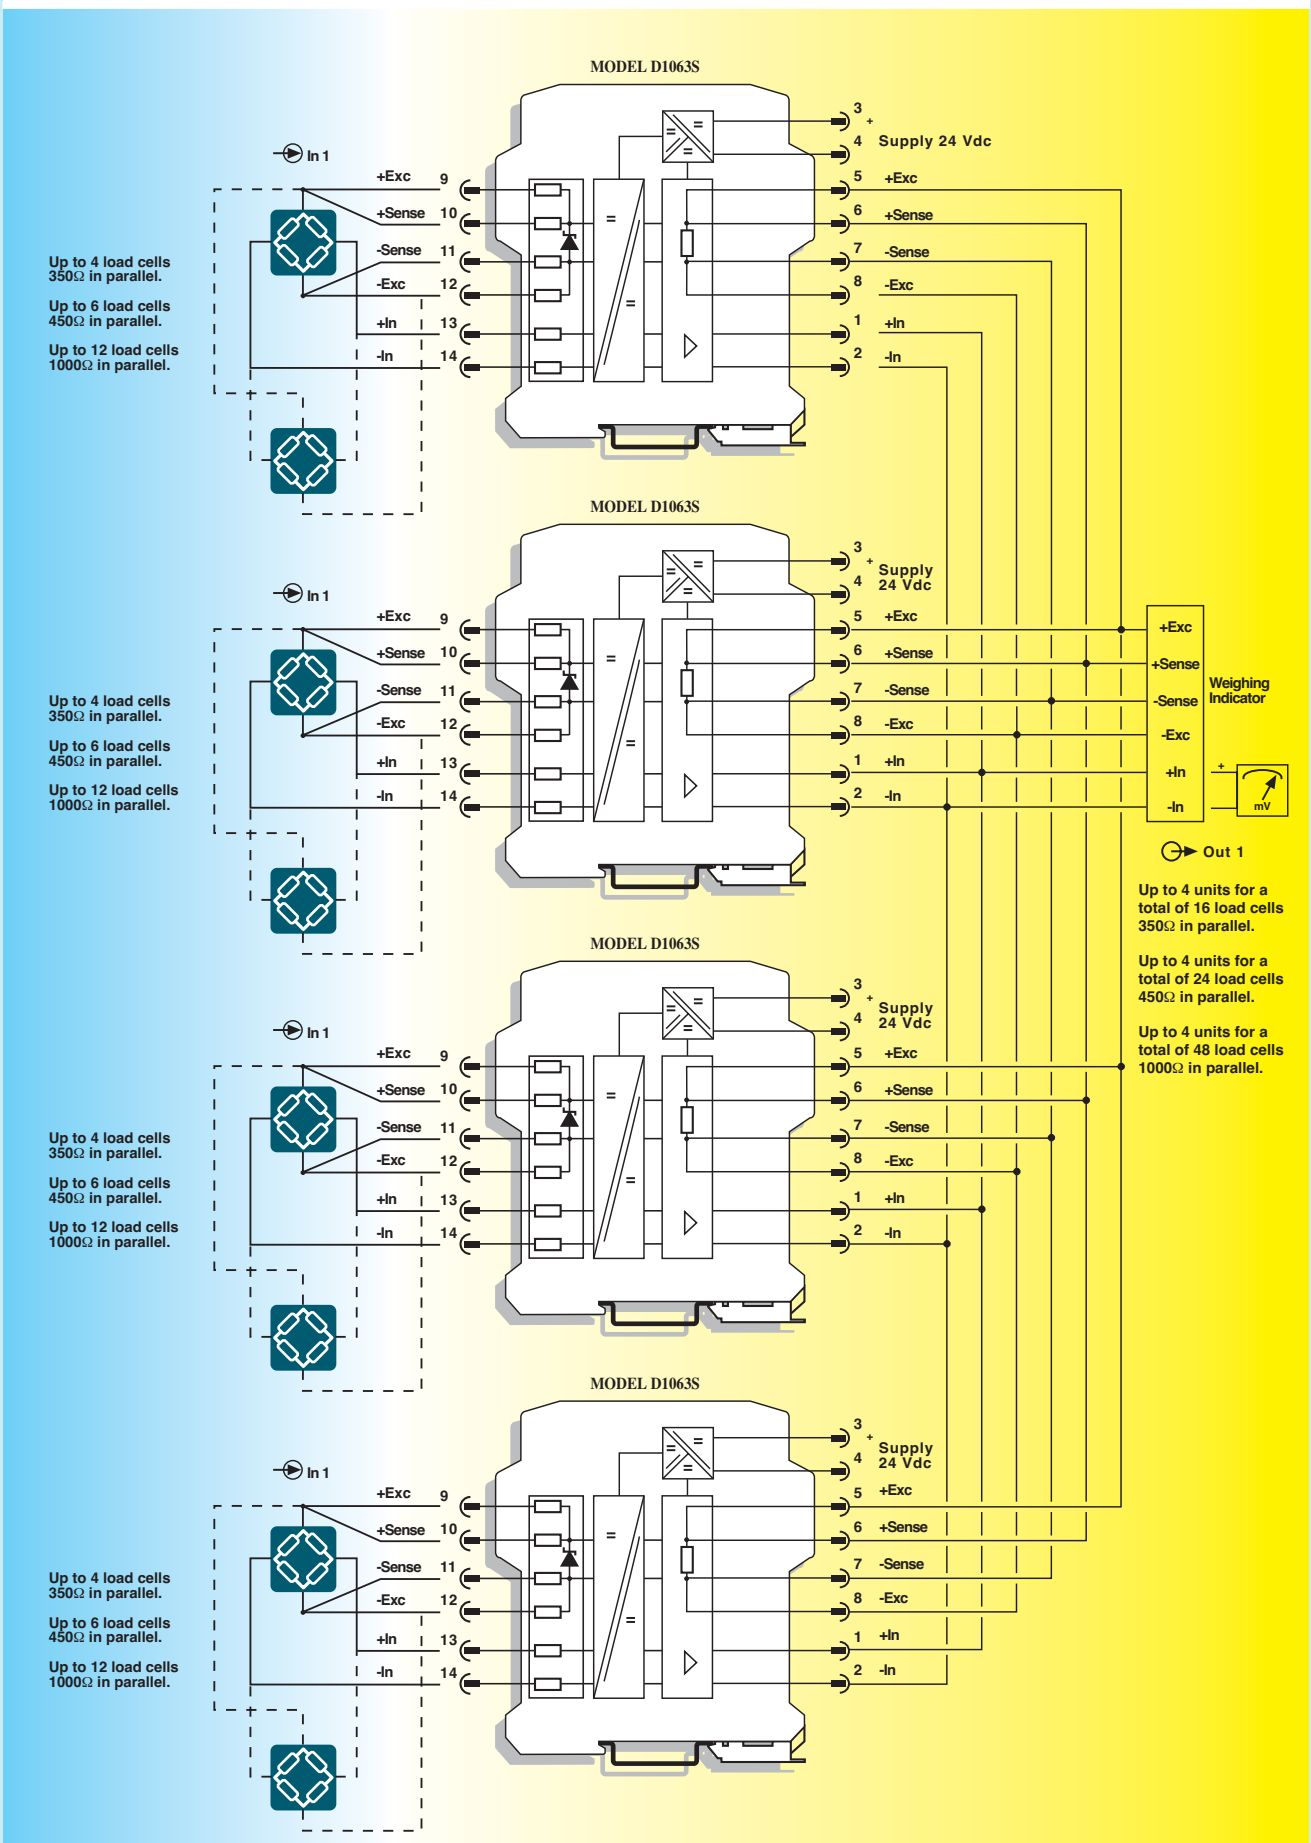 MODEL D1063S
3
+
4 Supply 24 Vdc
In 1
+Exc 9
+Sense 10
-Sense 11
-Exc 12
+In 13
-In 14
5 +Exc
6 +Sense
7 -Sense
8 -Exc
1 +In
2 -In
Up to 4 load cells
350Ω in parallel.
Up to 6 load cells
450Ω in parallel.
Up to 12 load cells
1000Ω in parallel.
MODEL D1063S
3
+ Supply
4 24 Vdc
In 1
+Exc 9
+Sense 10
-Sense 11
-Exc 12
+In 13
-In 14
5 +Exc
6 +Sense
7 -Sense
8 -Exc
1 +In
2 -In
Up to 4 load cells
350Ω in parallel.
Up to 6 load cells
450Ω in parallel.
Up to 12 load cells
1000Ω in parallel.
+Exc
+Sense
-Sense
-Exc
+In
-In
Weighing
Indicator
+
mV
Out 1
Up to 4 units for a
total of 16 load cells
350Ω in parallel.
Up to 4 units for a
total of 24 load cells
450Ω in parallel.
Up to 4 units for a
total of 48 load cells
1000Ω in parallel.
MODEL D1063S
3
+ Supply
4 24 Vdc
In 1
+Exc 9
+Sense 10
-Sense 11
-Exc 12
+In 13
-In 14
5 +Exc
6 +Sense
7 -Sense
8 -Exc
1 +In
2 -In
Up to 4 load cells
350Ω in parallel.
Up to 6 load cells
450Ω in parallel.
Up to 12 load cells
1000Ω in parallel.
MODEL D1063S
3
+ Supply
4 24 Vdc
In 1
+Exc 9
+Sense 10
-Sense 11
-Exc 12
+In 13
-In 14
5 +Exc
6 +Sense
7 -Sense
8 -Exc
1 +In
2 -In
Up to 4 load cells
350Ω in parallel.
Up to 6 load cells
450Ω in parallel.
Up to 12 load cells
1000Ω in parallel.